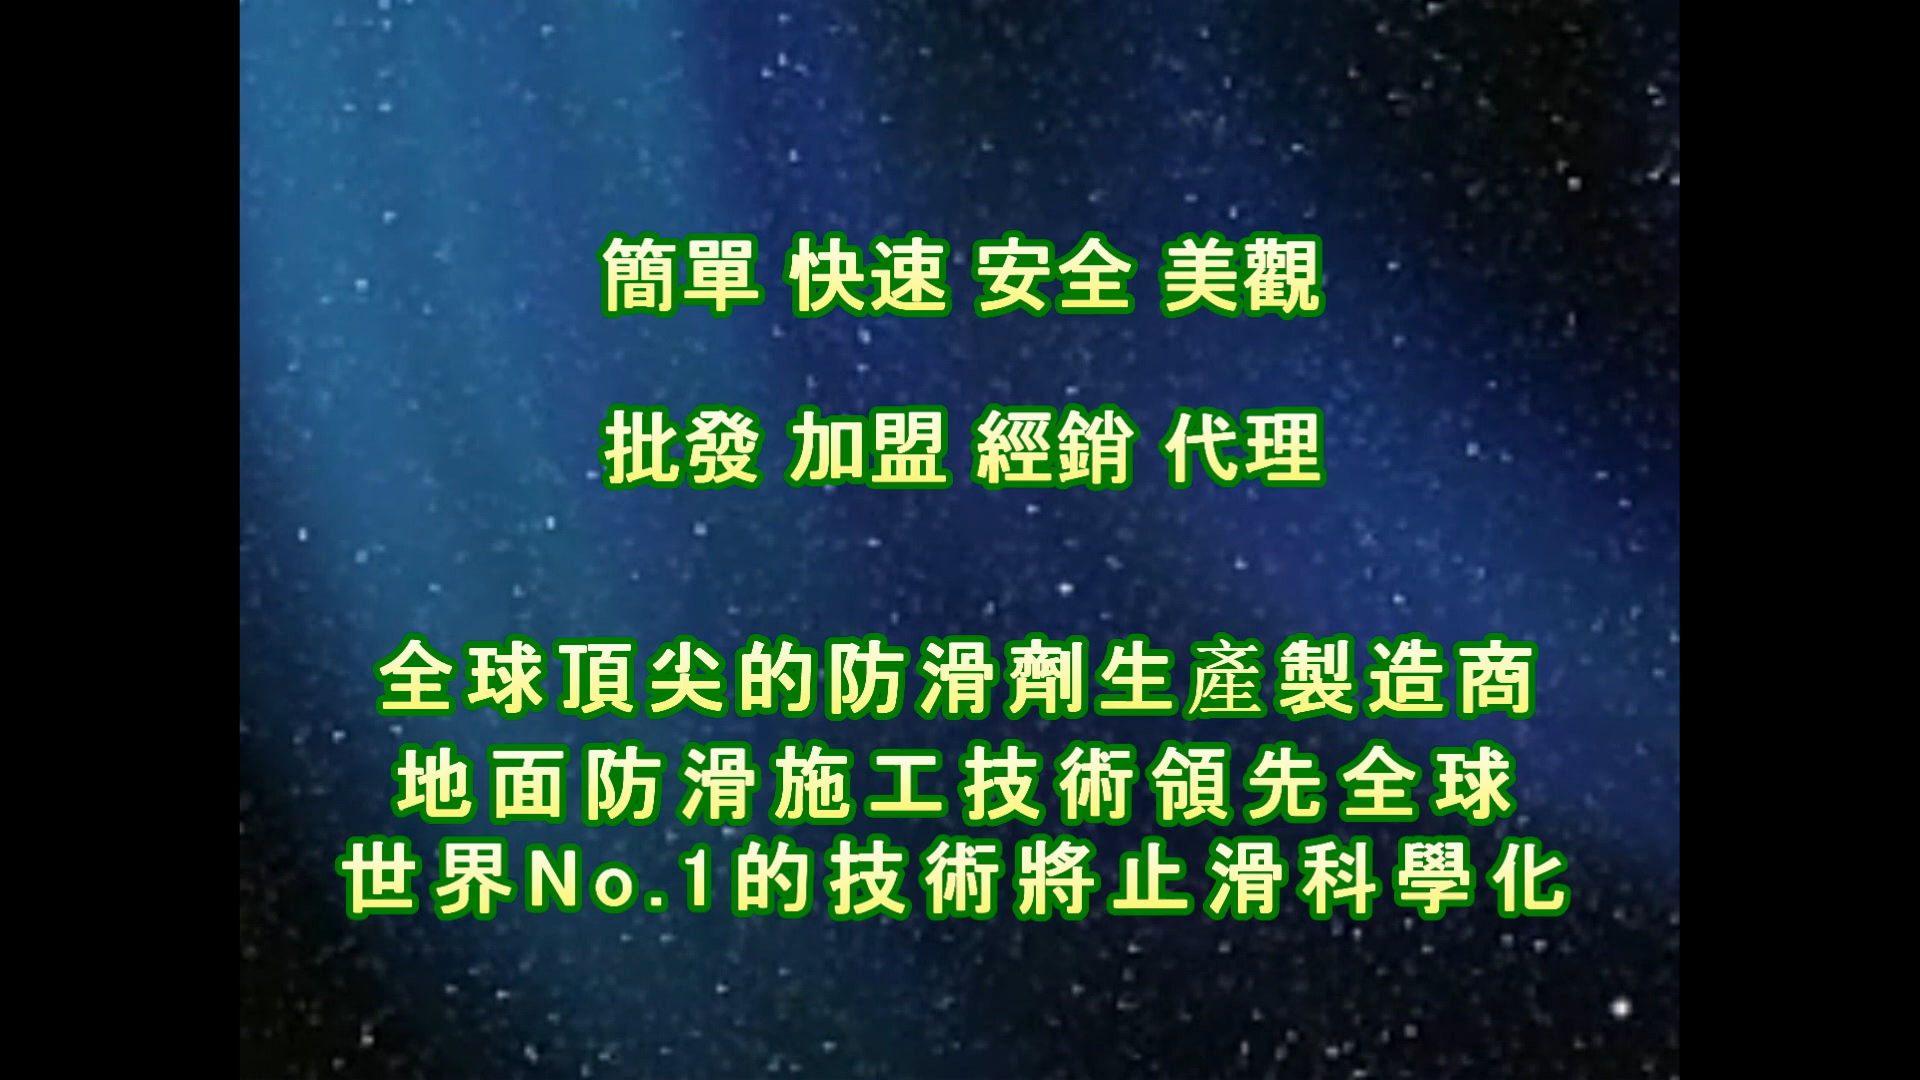 簡單 快速 安全 美觀
批發 加盟 經銷 代理
全球頂尖的防滑劑生產製造商
地面防滑施工技術領先全球
世界No.1的技術將止滑科學化